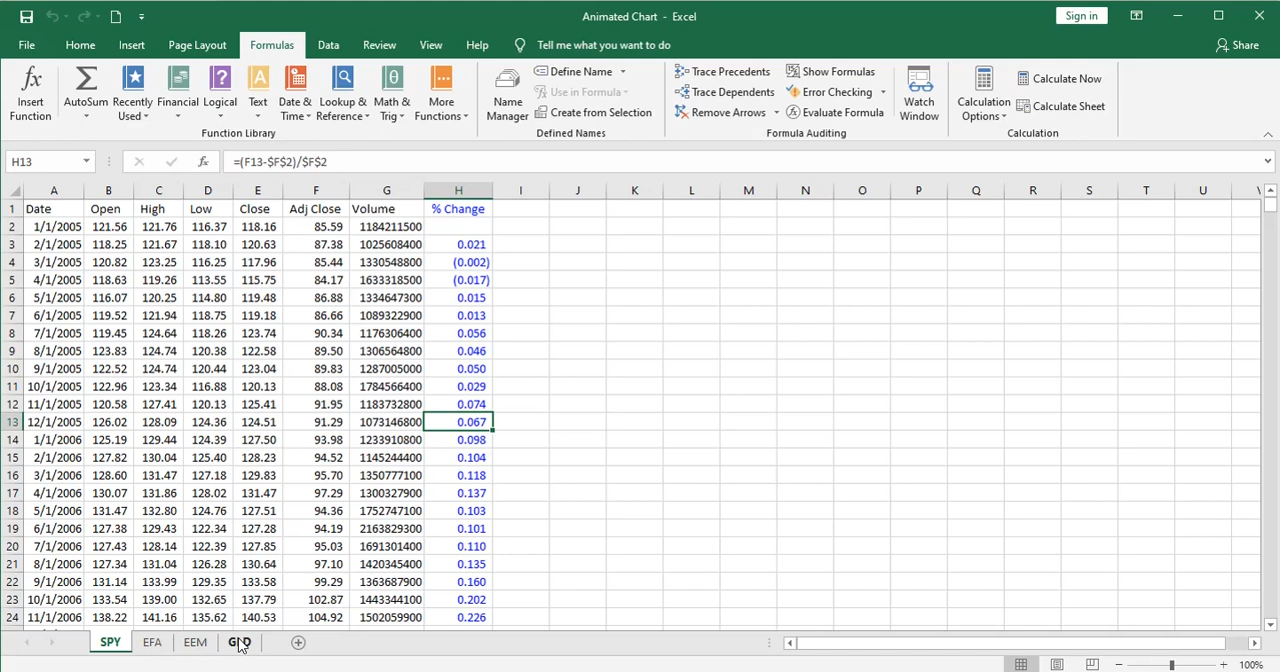 Animated Chart - Excel
Sign in
File Home Insert Page Layout Formulas Data Review View Help Tell me what you want to do Share
Insert Function
AutoSum
Recently Used
Financial
Logical
Text
Date & Time
Lookup & Reference
Math & Trig
More Functions
Function Library
Name Manager
Define Name
Use in Formula
Create from Selection
Defined Names
Trace Precedents
Trace Dependents
Remove Arrows
Show Formulas
Error Checking
Evaluate Formula
Formula Auditing
Watch Window
Calculation Options
Calculate Now
Calculate Sheet
Calculation
H13 fx =(F13-$F$2)/$F$2
A B C D E F G H I J K L M N O P Q R S T U
1 Date Open High Low Close Adj Close Volume % Change
2 1/1/2005 121.56 121.76 116.37 118.16 85.59 1184211500
3 2/1/2005 118.25 121.67 118.10 120.63 87.38 1025608400 0.021
4 3/1/2005 120.82 123.25 116.25 117.96 85.44 1330548800 (0.002)
5 4/1/2005 118.63 119.26 113.55 115.75 84.17 1633318500 (0.017)
6 5/1/2005 116.07 120.25 114.80 119.48 86.88 1334647300 0.015
7 6/1/2005 119.52 121.94 118.75 119.18 86.66 1089322900 0.013
8 7/1/2005 119.45 124.64 118.26 123.74 90.34 1176306400 0.056
9 8/1/2005 123.83 124.74 120.38 122.58 89.50 1306564800 0.046
10 9/1/2005 122.52 124.74 120.44 123.04 89.83 1287005000 0.050
11 10/1/2005 122.96 123.34 116.88 120.13 88.08 1784566400 0.029
12 11/1/2005 120.58 127.41 120.13 125.41 91.95 1183732800 0.074
13 12/1/2005 126.02 128.09 124.36 124.51 91.29 1073146800 0.067
14 1/1/2006 125.19 129.44 124.39 127.50 93.98 1233910800 0.098
15 2/1/2006 127.82 130.04 125.40 128.23 94.52 1145244400 0.104
16 3/1/2006 128.60 131.47 127.18 129.83 95.70 1350777100 0.118
17 4/1/2006 130.07 131.86 128.02 131.47 97.29 1300327900 0.137
18 5/1/2006 131.47 132.80 124.76 127.51 94.36 1752747100 0.103
19 6/1/2006 127.38 129.43 122.34 127.28 94.19 2163829300 0.101
20 7/1/2006 127.43 128.14 122.39 127.85 95.03 1691301400 0.110
21 8/1/2006 127.34 131.04 126.28 130.64 97.10 1420345400 0.135
22 9/1/2006 131.14 133.99 129.35 133.58 99.29 1363687900 0.160
23 10/1/2006 133.54 139.00 132.65 137.79 102.87 1443344100 0.202
24 11/1/2006 138.22 141.16 135.62 140.53 104.92 1502059900 0.226
SPY EFA EEM GLD
100%